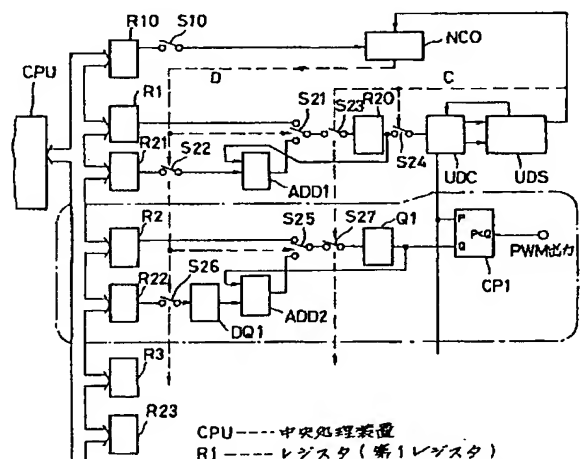 R10
S10
NCO
CPU
D
C
R1
S21
S23
R20
R21
S22
S24
ADD1
UDC
UDS
R2
S25
S27
Q1
P
P<Q
Q
PWM出力
CP1
R22
S26
ADD2
DQ1
R3
R23
CPU----中央処理装置
R1----レジスタ(第1レジスタ)